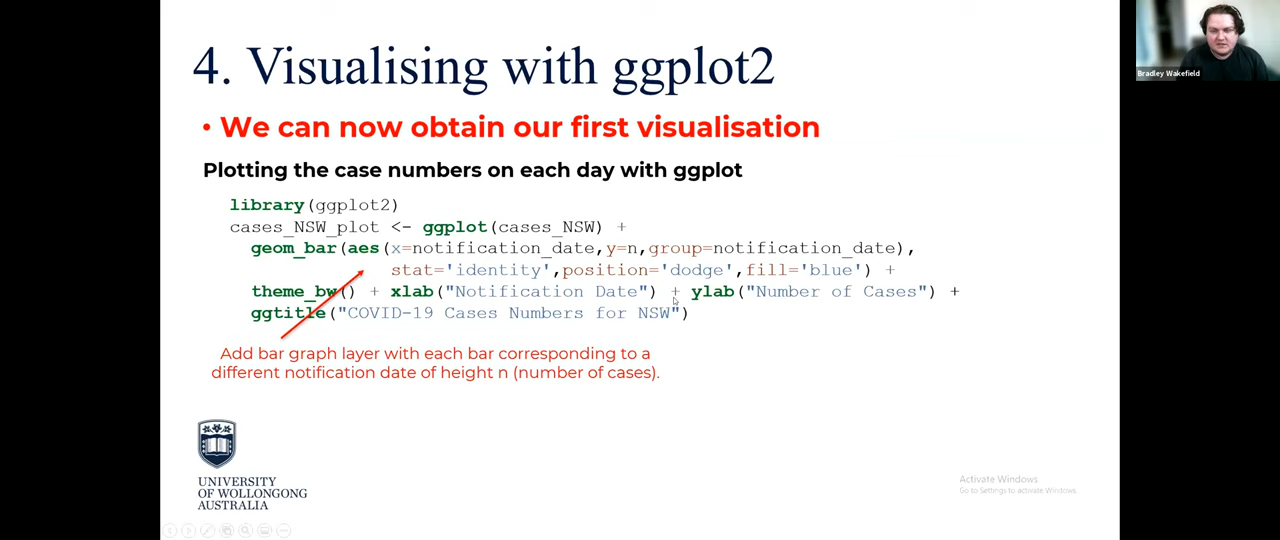 4. Visualising with ggplot2
Bradley Wakefield
• We can now obtain our first visualisation
Plotting the case numbers on each day with ggplot
library(ggplot2)
cases_NSW_plot <- ggplot(cases_NSW) +
geom_bar(aes(x=notification_date,y=n,group=notification_date),
stat='identity',position='dodge',fill='blue') +
theme_bw() + xlab("Notification Date") + ylab("Number of Cases") +
ggtitle("COVID-19 Cases Numbers for NSW")
Add bar graph layer with each bar corresponding to a
different notification date of height n (number of cases).
UNIVERSITY
OF WOLLONGONG
AUSTRALIA
Activate Windows
Go to Settings to activate Windows.